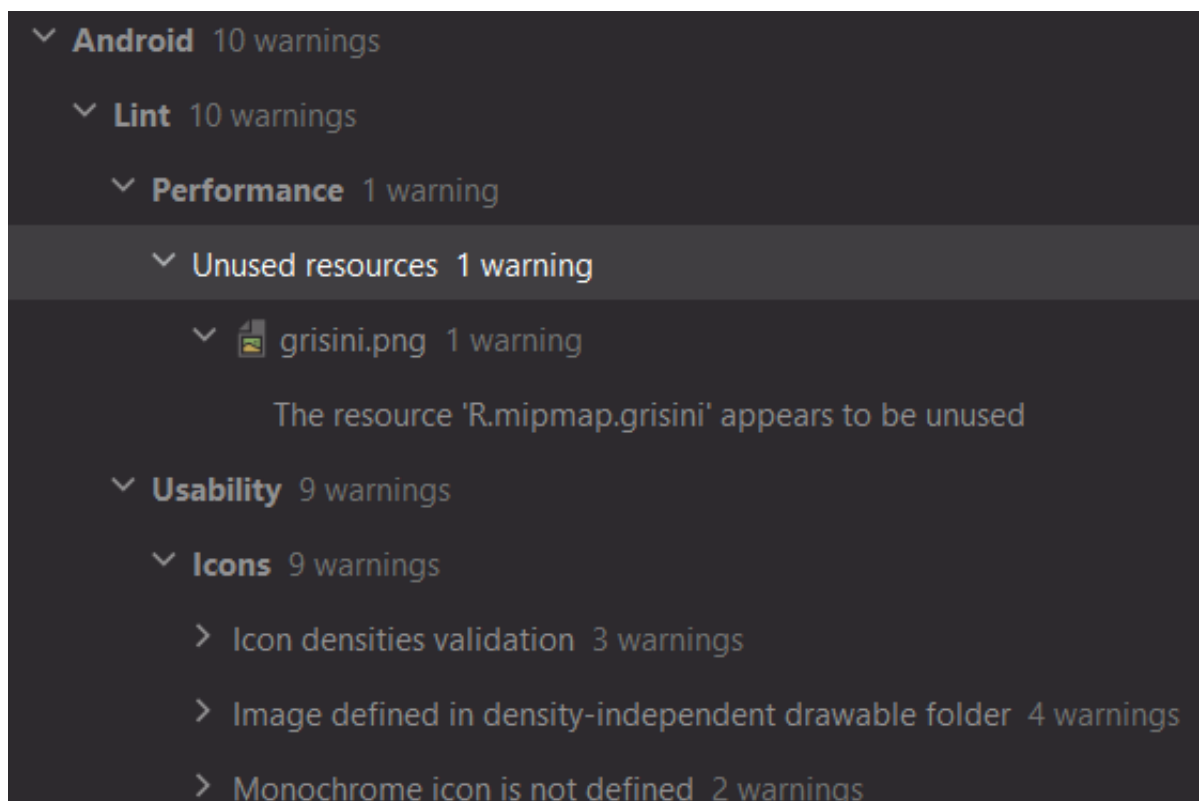 Android 10 warnings
Lint 10 warnings
Performance 1 warning
Unused resources 1 warning
grisini.png 1 warning
The resource 'R.mipmap.grisini' appears to be unused
Usability 9 warnings
Icons 9 warnings
Icon densities validation 3 warnings
Image defined in density-independent drawable folder 4 warnings
Monochrome icon is not defined 2 warnings